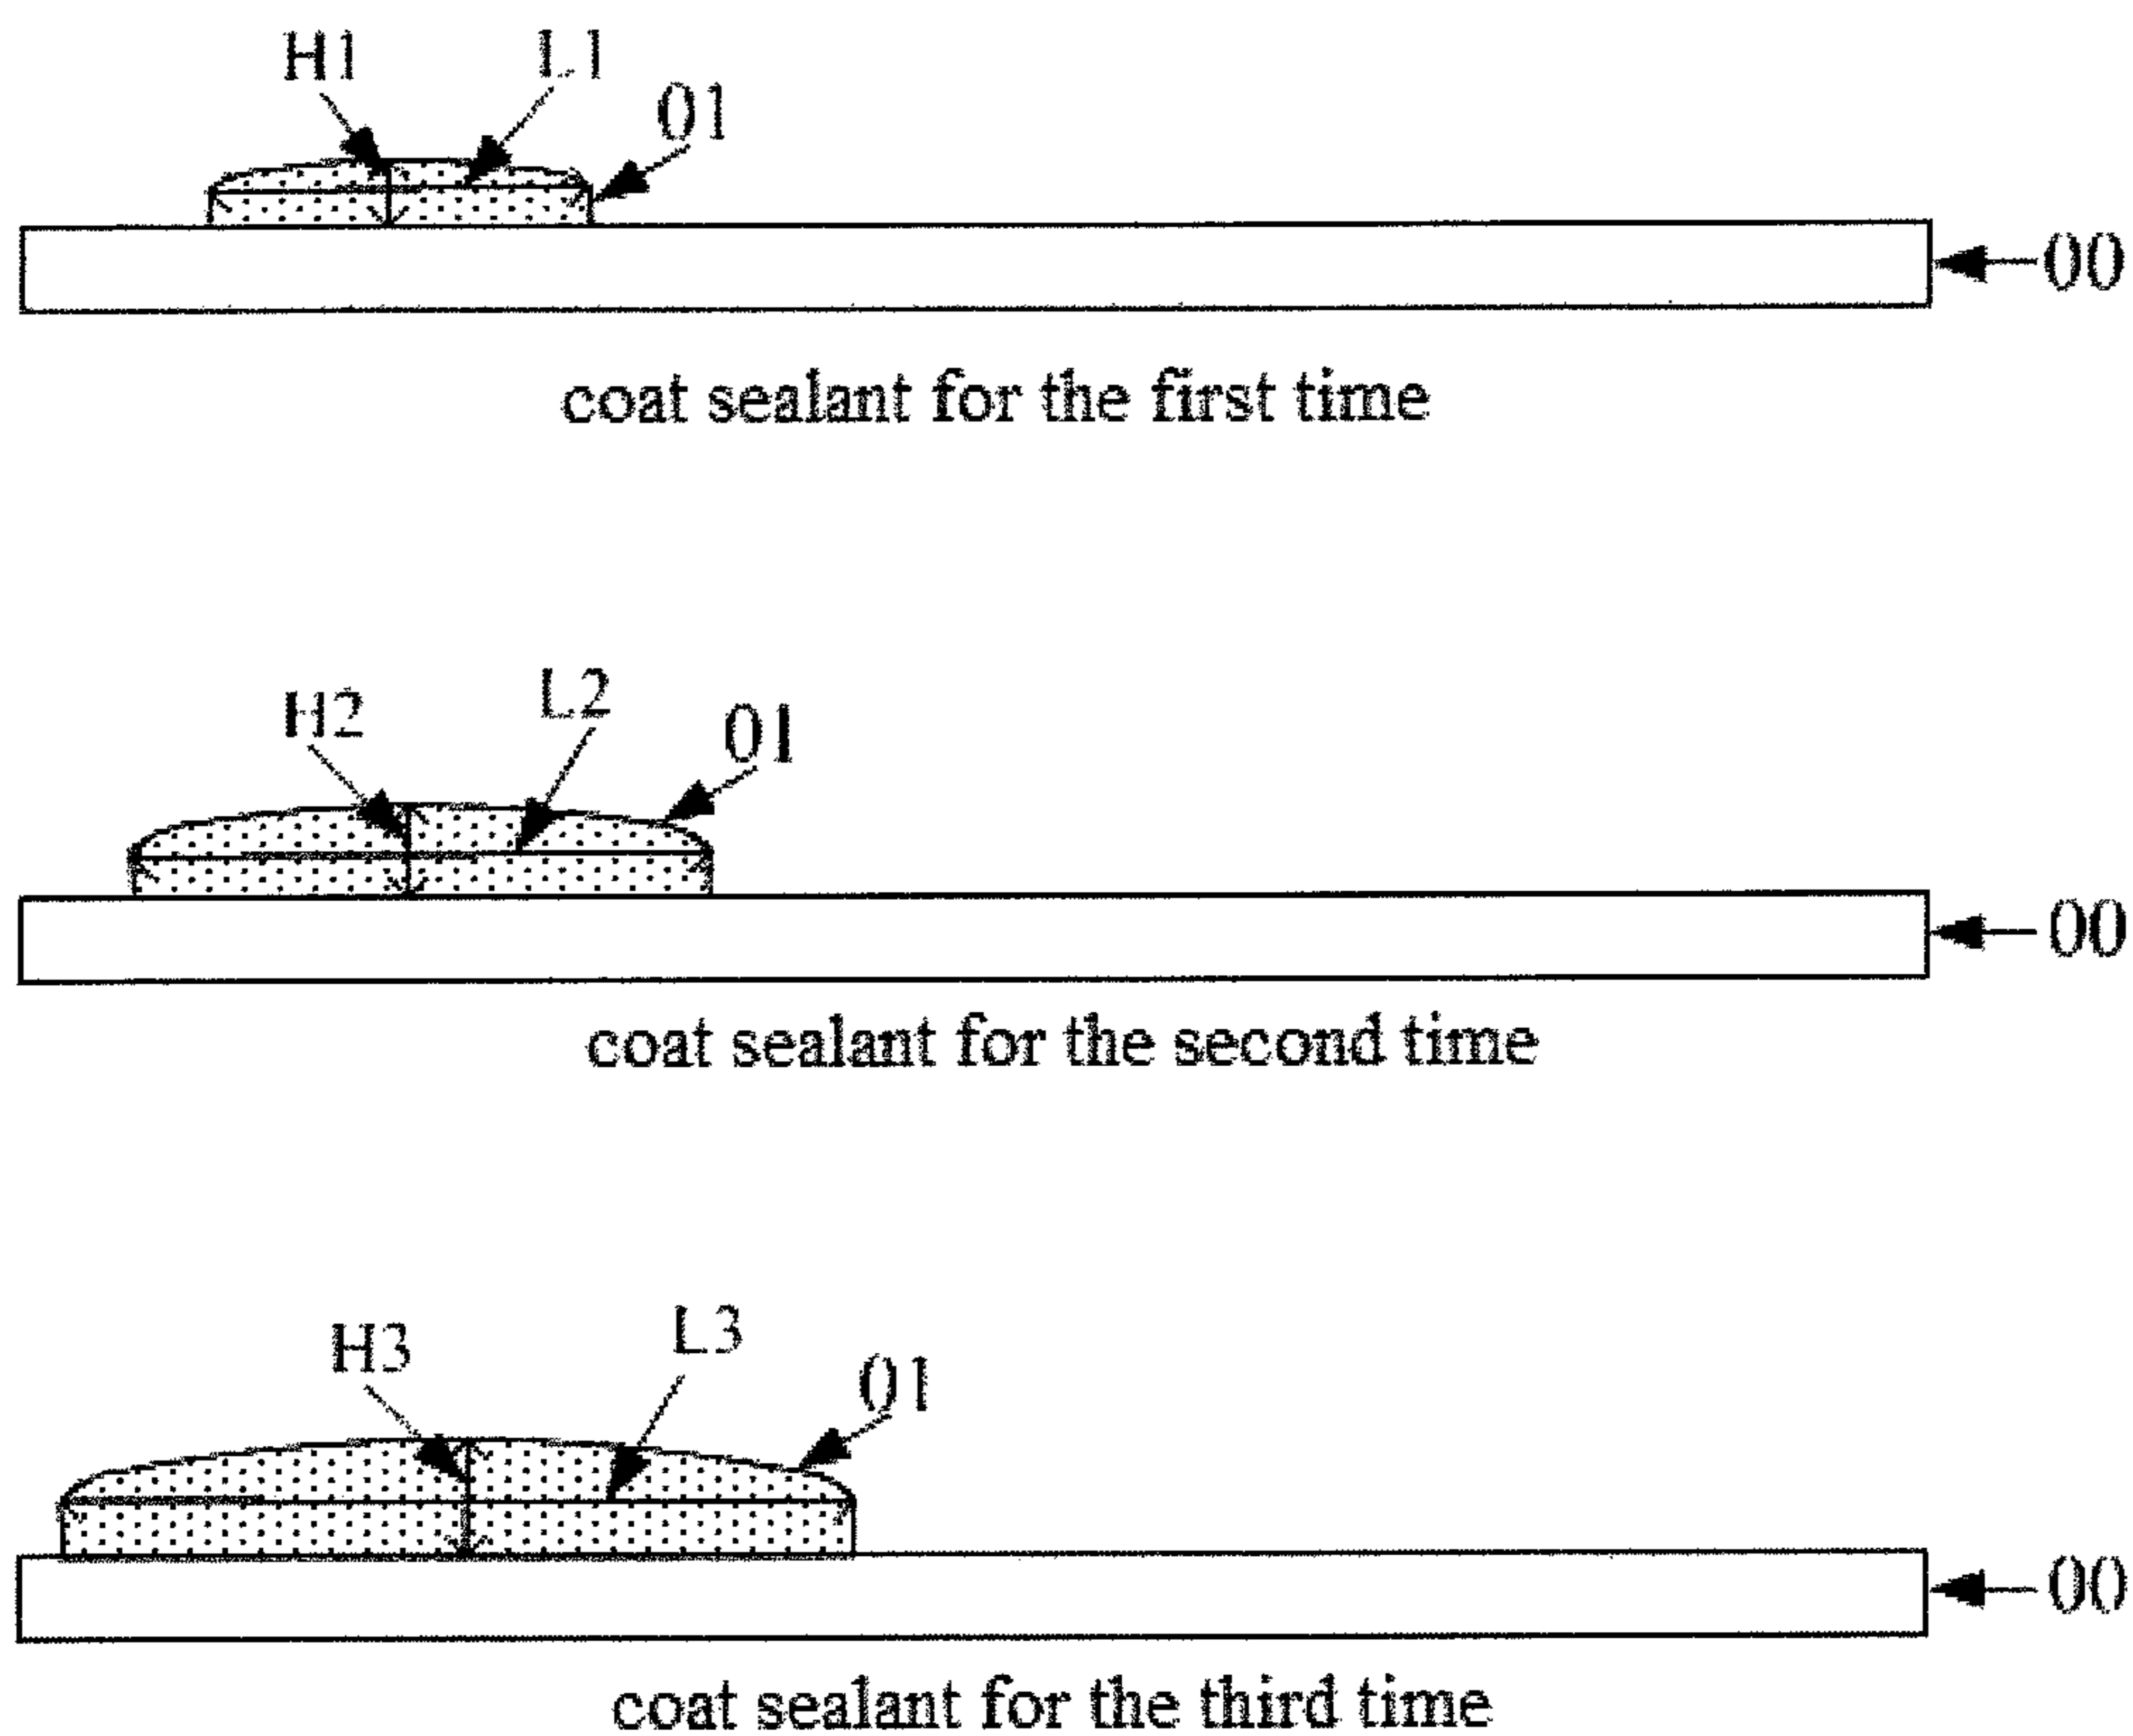 H1
L1
01
00
coat sealant for the first time
H2
L2
01
00
coat sealant for the second time
H3
L3
01
00
coat sealant for the third time